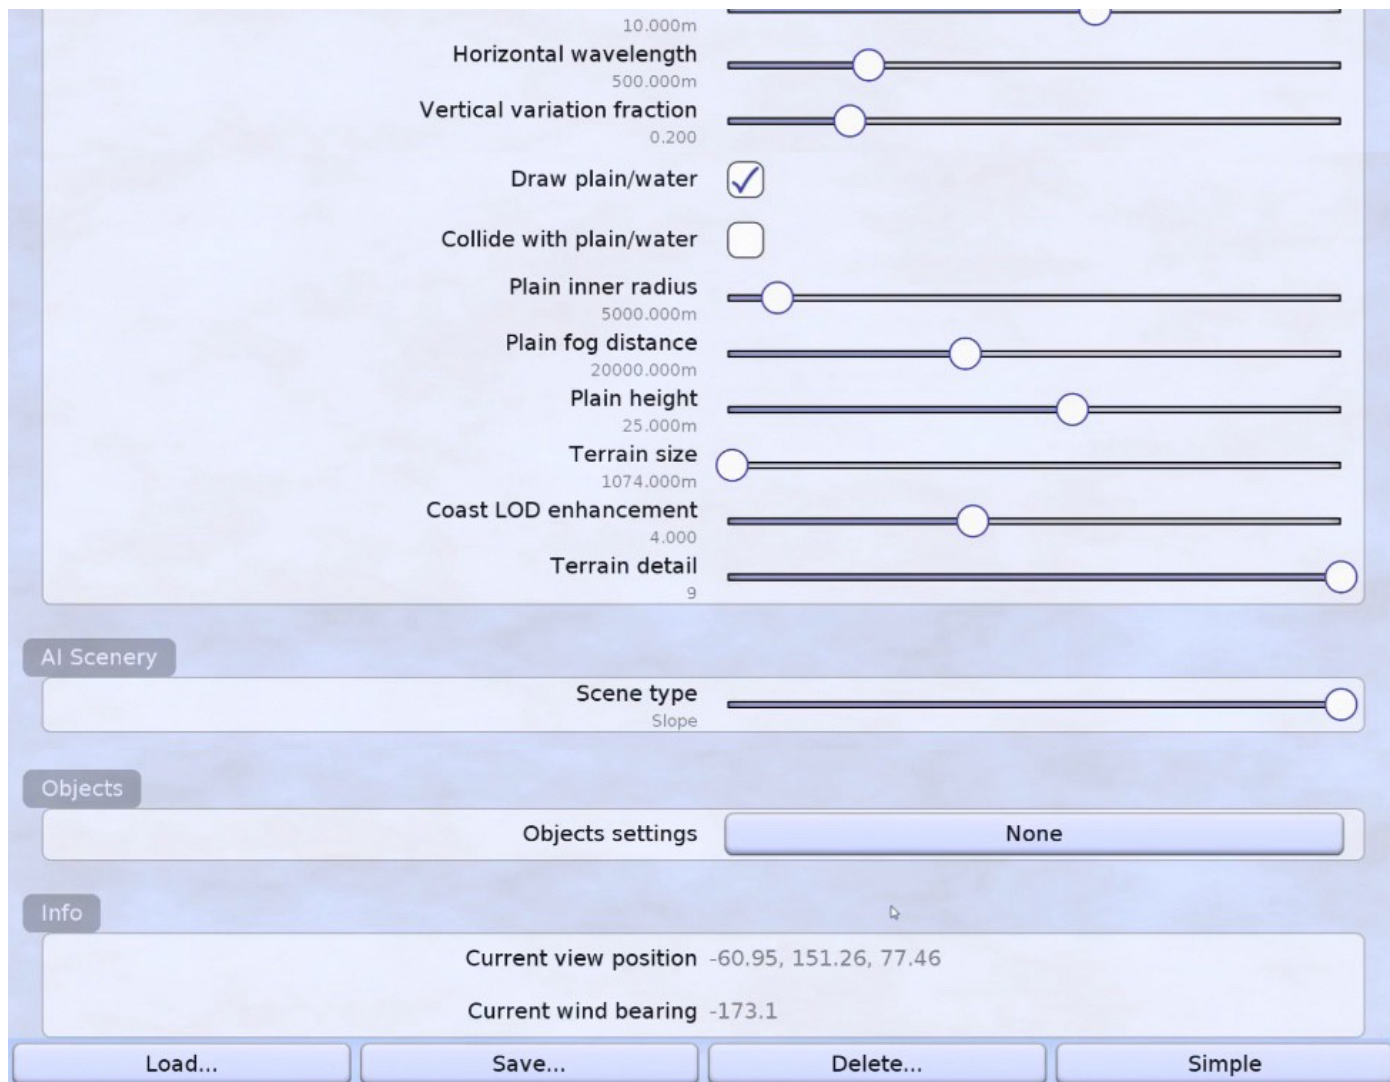 10.000m
Horizontal wavelength
500.000m
Vertical variation fraction
0.200
Draw plain/water
Collide with plain/water
Plain inner radius
5000.000m
Plain fog distance
20000.000m
Plain height
25.000m
Terrain size
1074.000m
Coast LOD enhancement
4.000
Terrain detail
9
AI Scenery
Scene type
Slope
Objects
Objects settings None
Info
Current view position -60.95, 151.26, 77.46
Current wind bearing -173.1
Load... Save... Delete... Simple